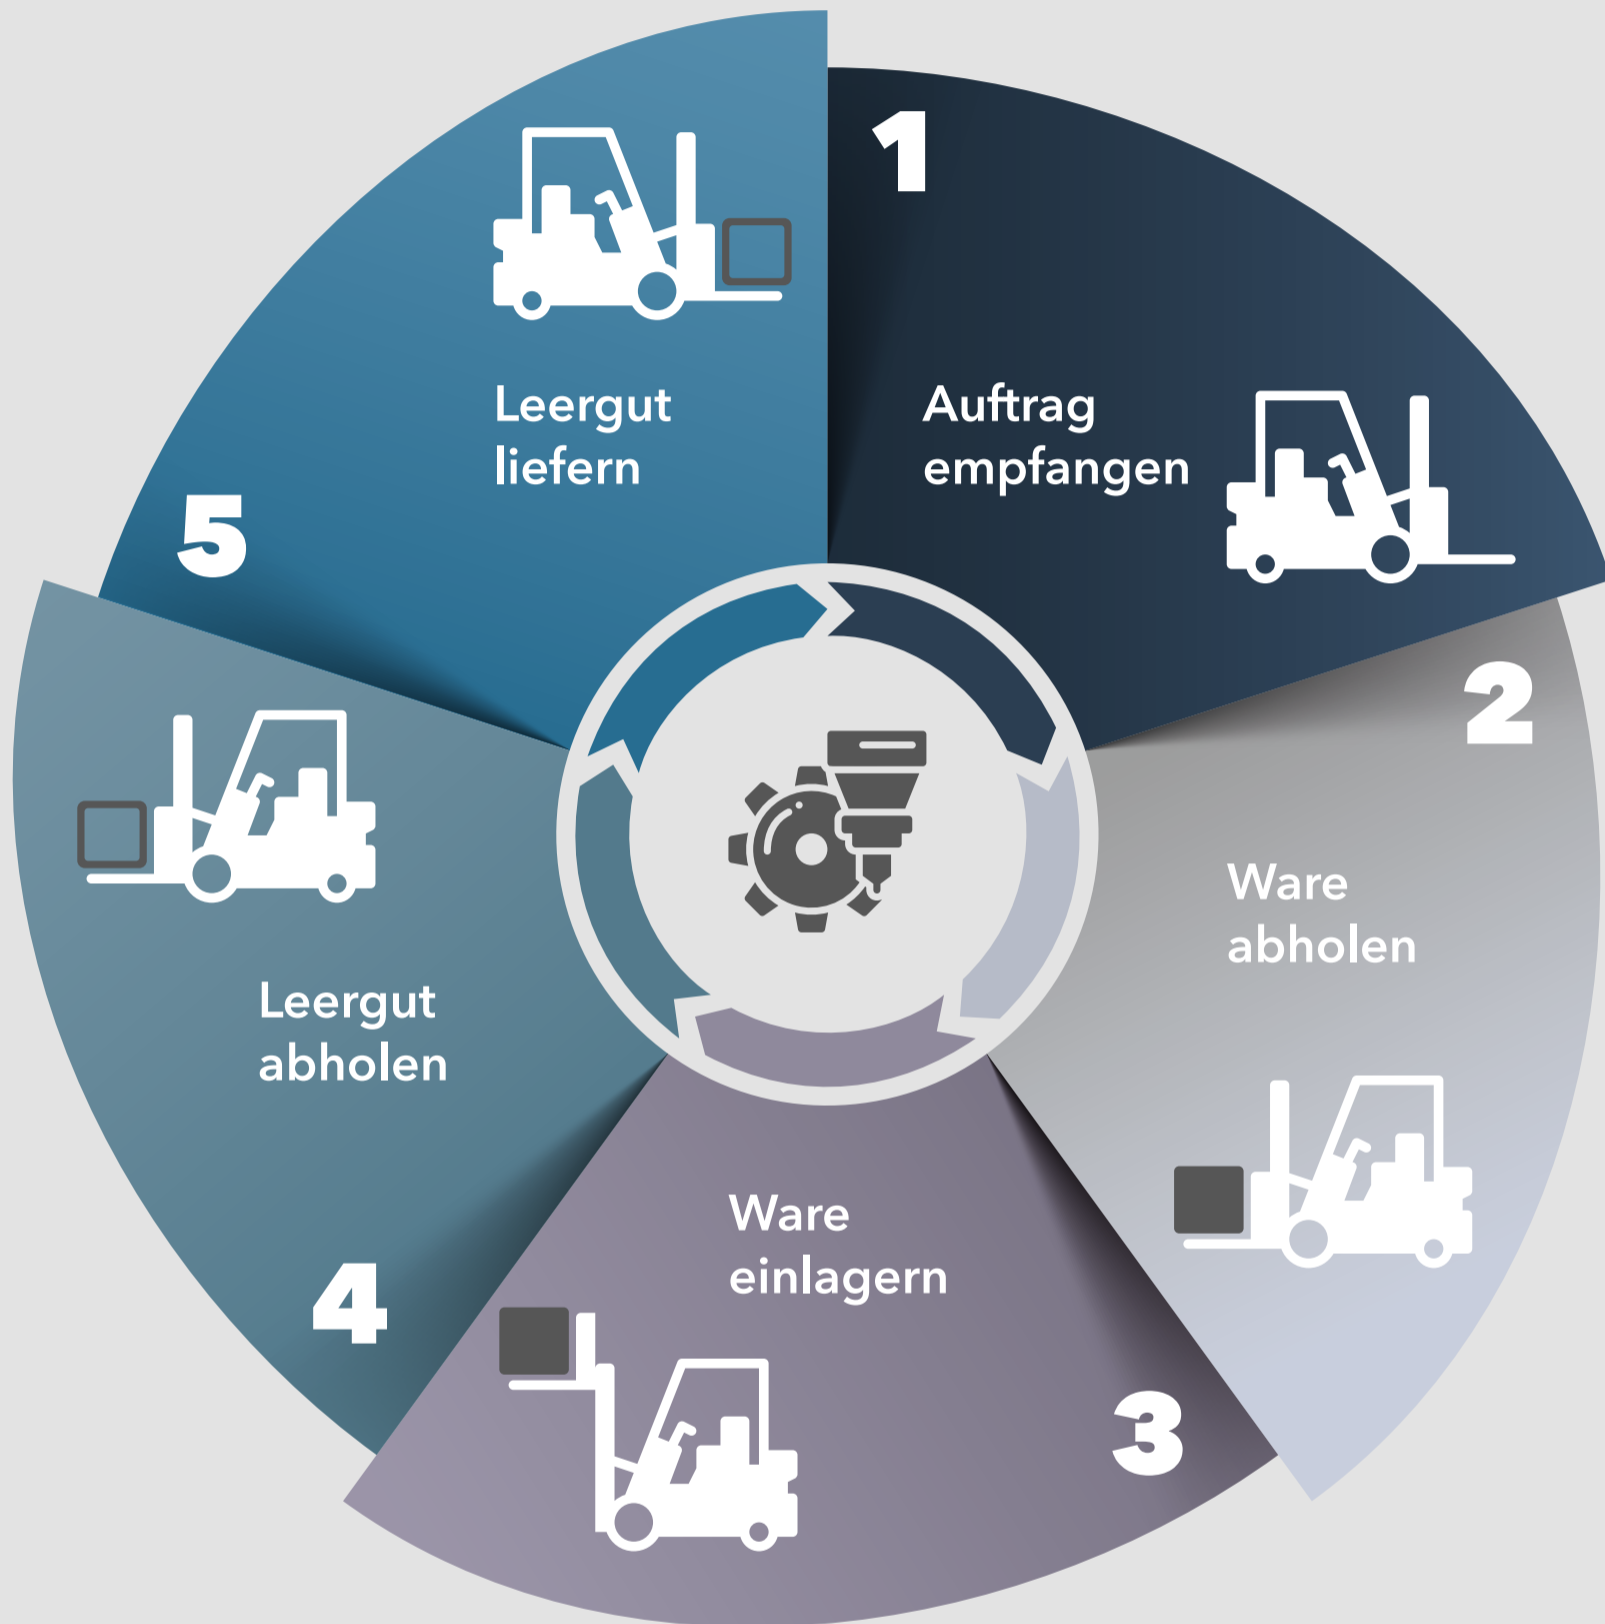 1
Auftrag
empfangen
2
Ware
abholen
3
Ware
einlagern
4
Leergut
abholen
5
Leergut
liefern